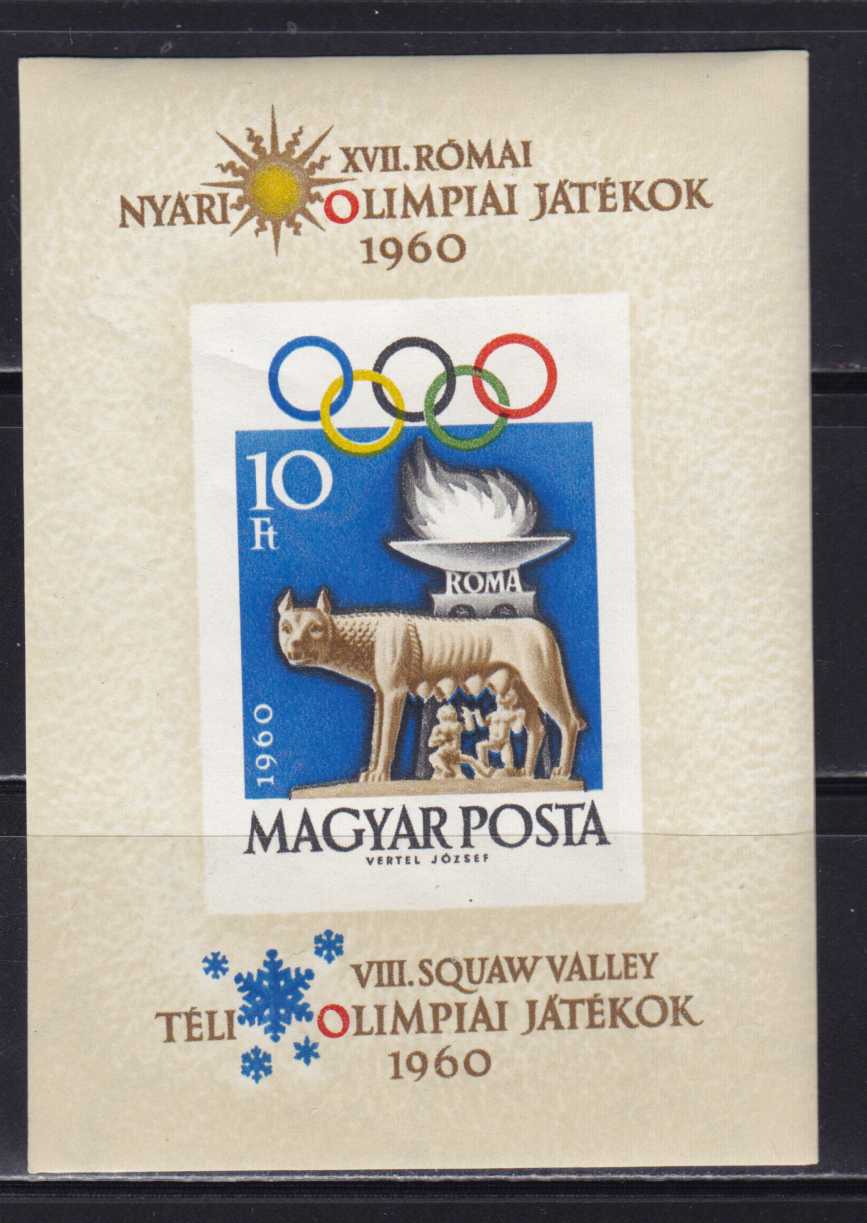 XVII. RÓMAI
NYÁRI OLIMPIAI JÁTÉKOK
1960
10
Ft
ROMA
1960
MAGYAR POSTA
VERTEL JÓZSEF
VIII. SQUAW VALLEY
TÉLI OLIMPIAI JÁTÉKOK
1960